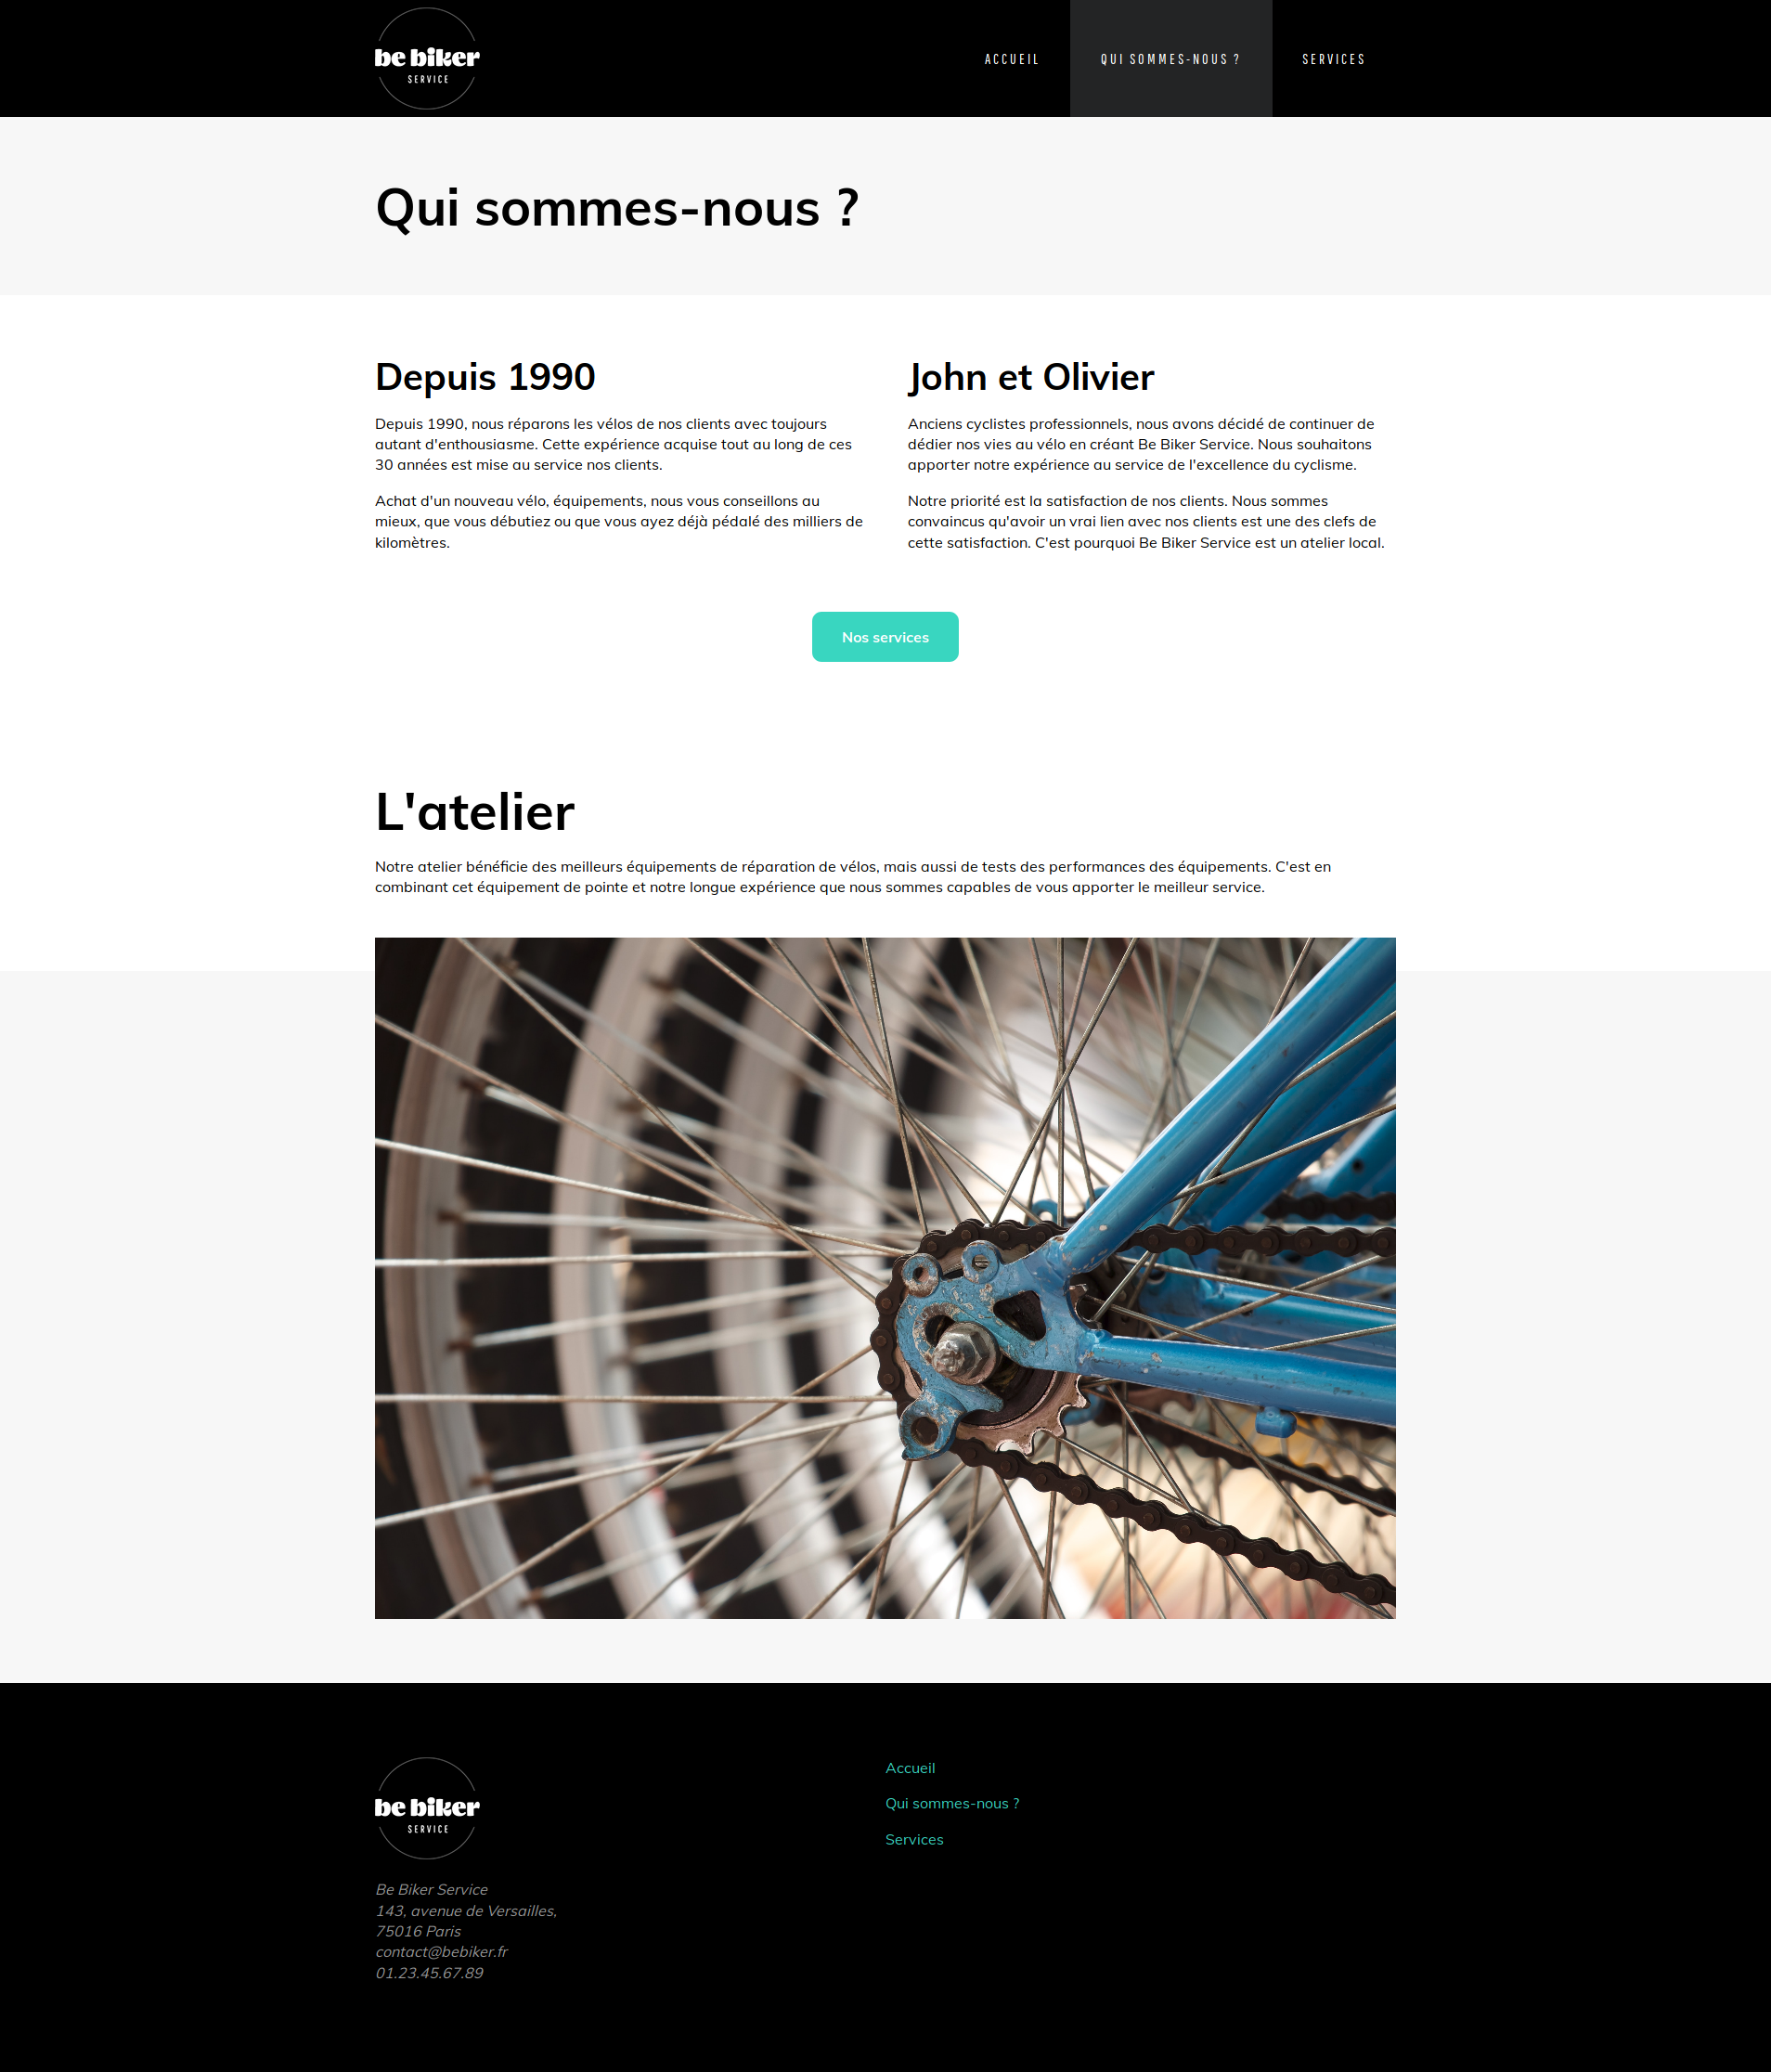 be biker
SERVICE
ACCUEIL
QUI SOMMES-NOUS ?
SERVICES
Qui sommes-nous ?
Depuis 1990
Depuis 1990, nous réparons les vélos de nos clients avec toujours
autant d'enthousiasme. Cette expérience acquise tout au long de ces
30 années est mise au service nos clients.
Achat d'un nouveau vélo, équipements, nous vous conseillons au
mieux, que vous débutiez ou que vous ayez déjà pédalé des milliers de
kilomètres.
John et Olivier
Anciens cyclistes professionnels, nous avons décidé de continuer de
dédier nos vies au vélo en créant Be Biker Service. Nous souhaitons
apporter notre expérience au service de l'excellence du cyclisme.
Notre priorité est la satisfaction de nos clients. Nous sommes
convaincus qu'avoir un vrai lien avec nos clients est une des clefs de
cette satisfaction. C'est pourquoi Be Biker Service est un atelier local.
Nos services
L'atelier
Notre atelier bénéficie des meilleurs équipements de réparation de vélos, mais aussi de tests des performances des équipements. C'est en
combinant cet équipement de pointe et notre longue expérience que nous sommes capables de vous apporter le meilleur service.
be biker
SERVICE
Be Biker Service
143, avenue de Versailles,
75016 Paris
contact@bebiker.fr
01.23.45.67.89
Accueil
Qui sommes-nous ?
Services